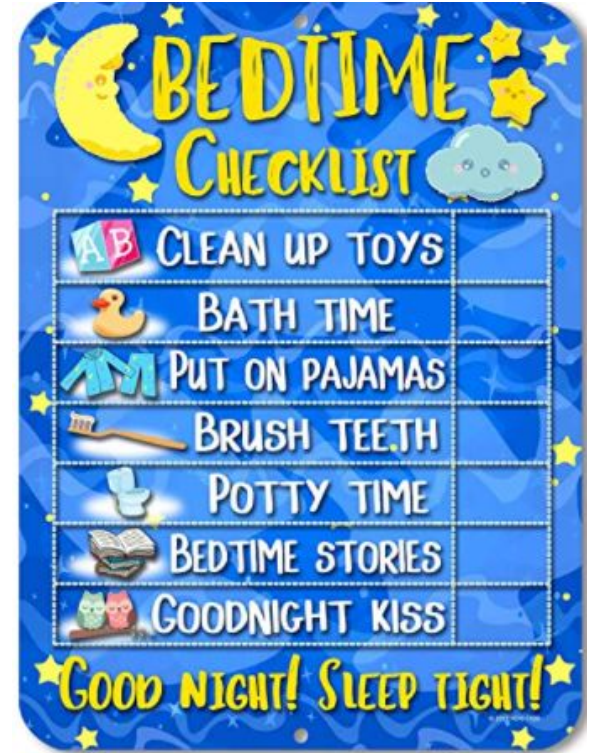 BEDTIME
CHECKLIST
A B CLEAN UP TOYS
BATH TIME
PUT ON PAJAMAS
BRUSH TEETH
POTTY TIME
BEDTIME STORIES
GOODNIGHT KISS
GOOD NIGHT! SLEEP TIGHT!